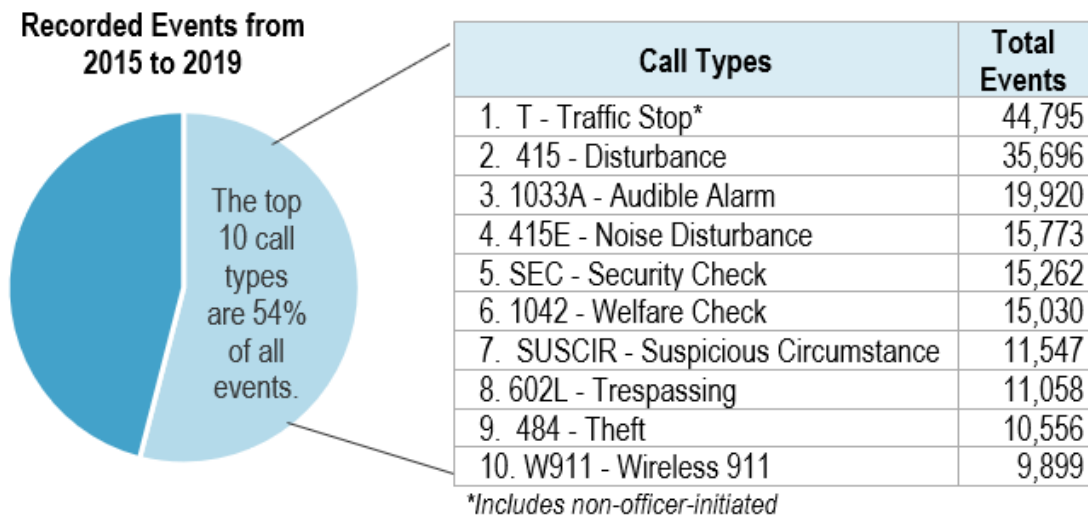 Recorded Events from
2015 to 2019
The top
10 call
types
are 54%
of all
events.
Call Types Total Events
1. T - Traffic Stop* 44,795
2. 415 - Disturbance 35,696
3. 1033A - Audible Alarm 19,920
4. 415E - Noise Disturbance 15,773
5. SEC - Security Check 15,262
6. 1042 - Welfare Check 15,030
7. SUSCIR - Suspicious Circumstance 11,547
8. 602L - Trespassing 11,058
9. 484 - Theft 10,556
10. W911 - Wireless 911 9,899
*Includes non-officer-initiated